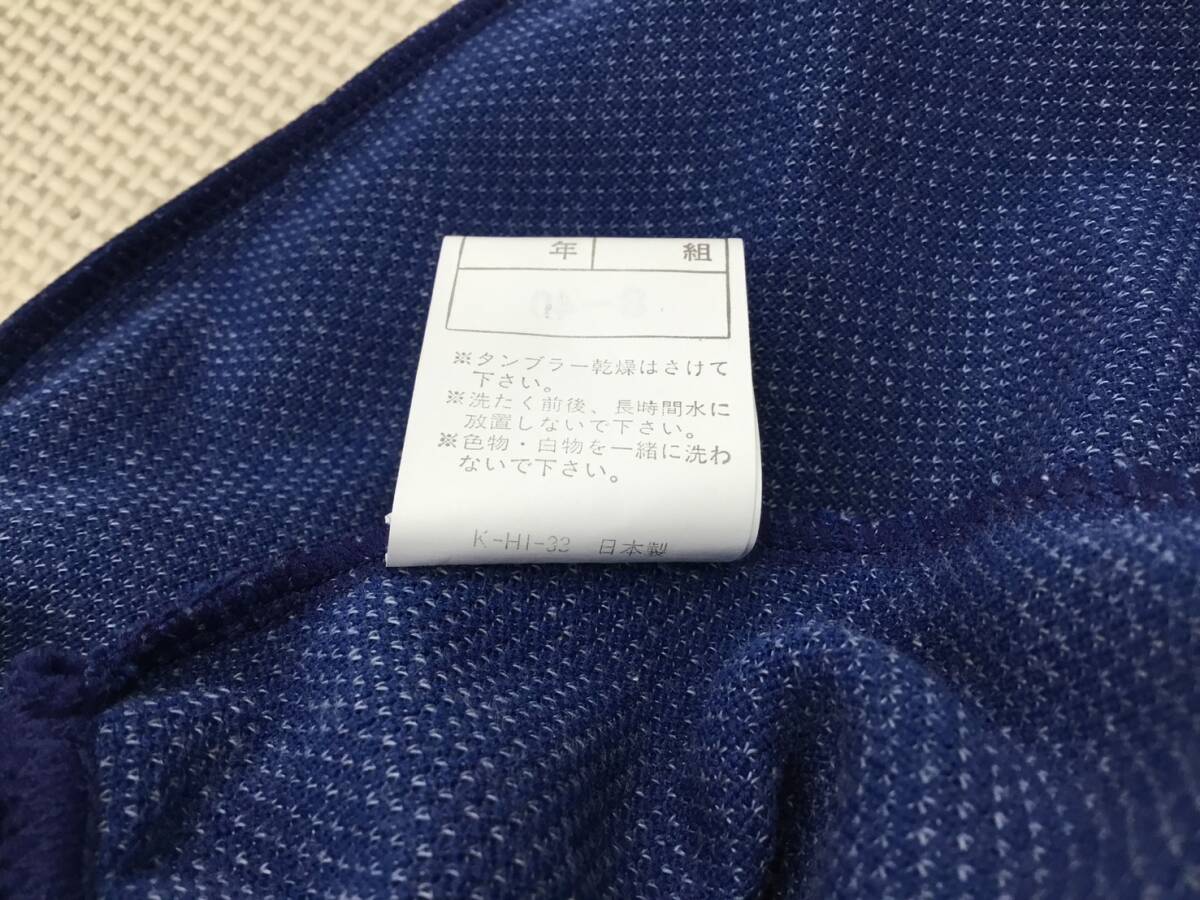 年 組
※タンブラー乾燥はさけて
下さい。
※洗たく前後、長時間水に
放置しないで下さい。
※色物・白物を一緒に洗わ
ないで下さい。
K-HI-33 日本製